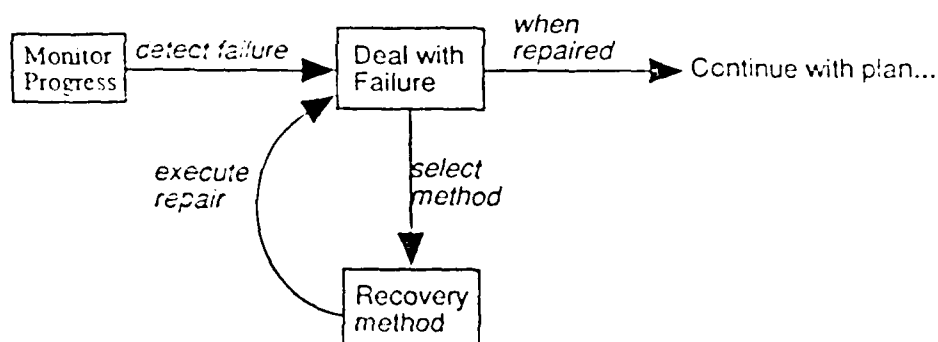 Monitor
Progress
detect failure
Deal with
Failure
when
repaired
Continue with plan...
execute
repair
select
method
Recovery
method